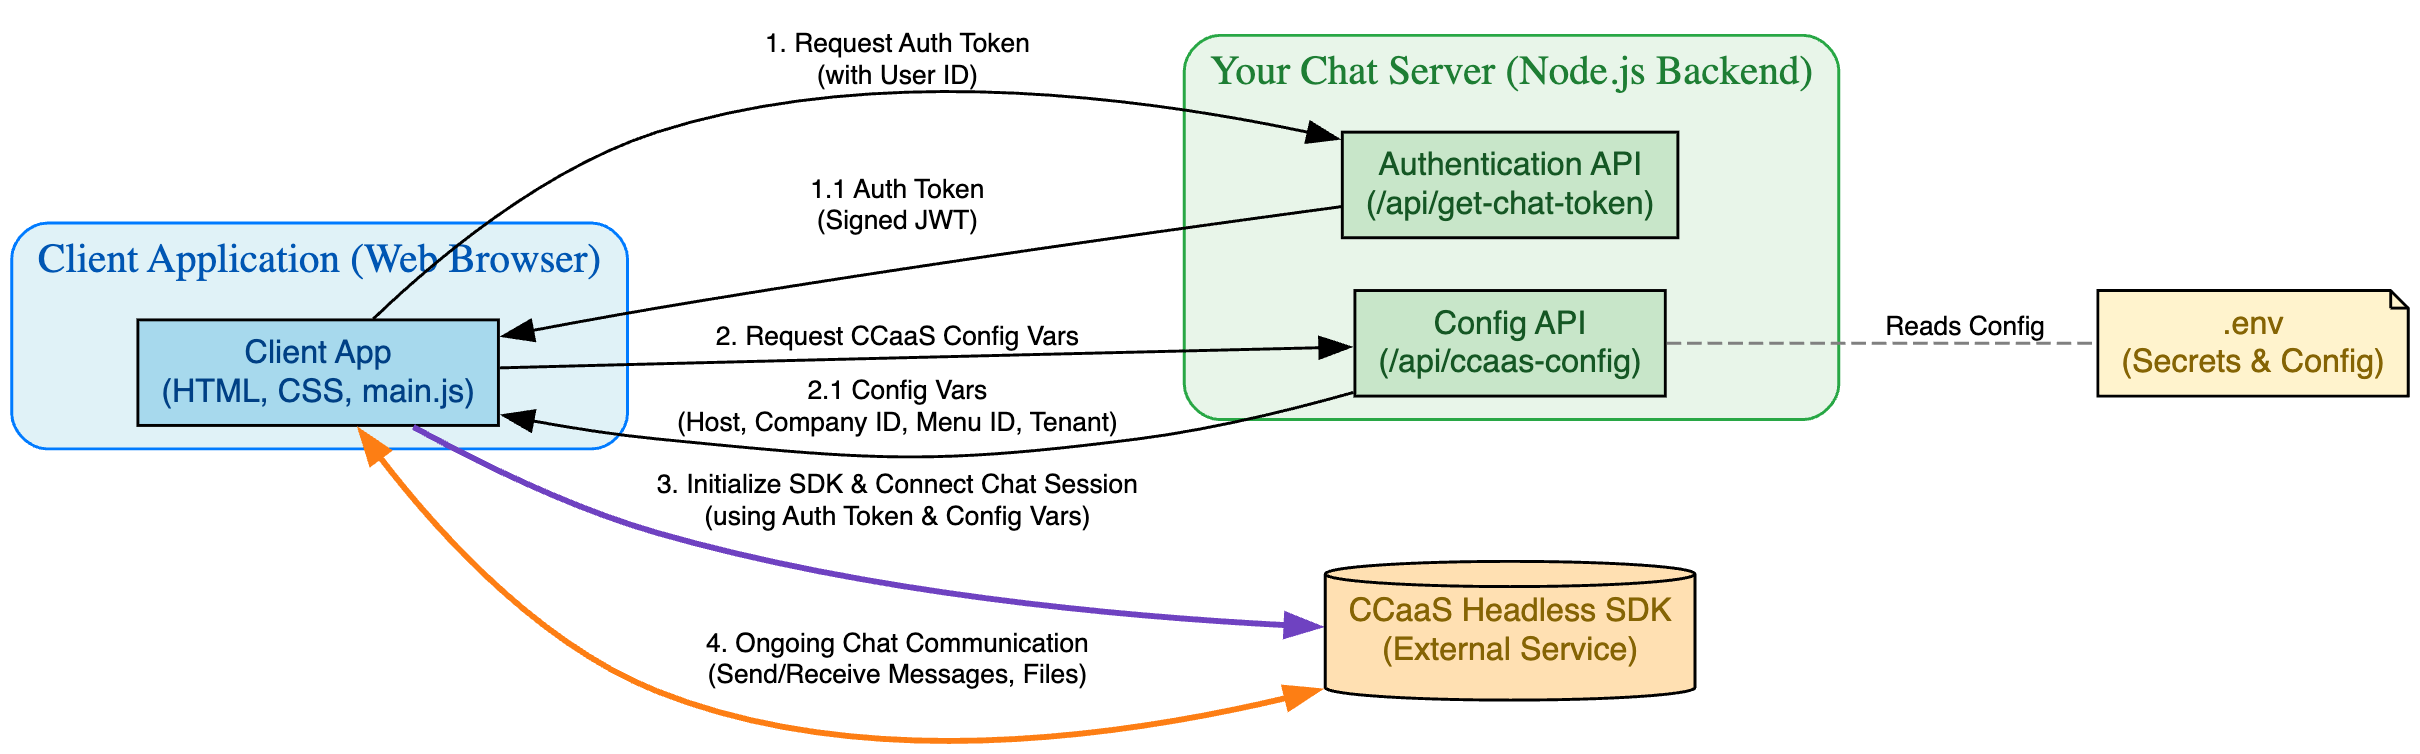 1. Request Auth Token
(with User ID)
Your Chat Server (Node.js Backend)
Authentication API
(/api/get-chat-token)
1.1 Auth Token
(Signed JWT)
Client Application (Web Browser)
Client App
(HTML, CSS, main.js)
2. Request CCaaS Config Vars
Config API
(/api/ccaas-config)
Reads Config
.env
(Secrets & Config)
2.1 Config Vars
(Host, Company ID, Menu ID, Tenant)
3. Initialize SDK & Connect Chat Session
(using Auth Token & Config Vars)
CCaaS Headless SDK
(External Service)
4. Ongoing Chat Communication
(Send/Receive Messages, Files)